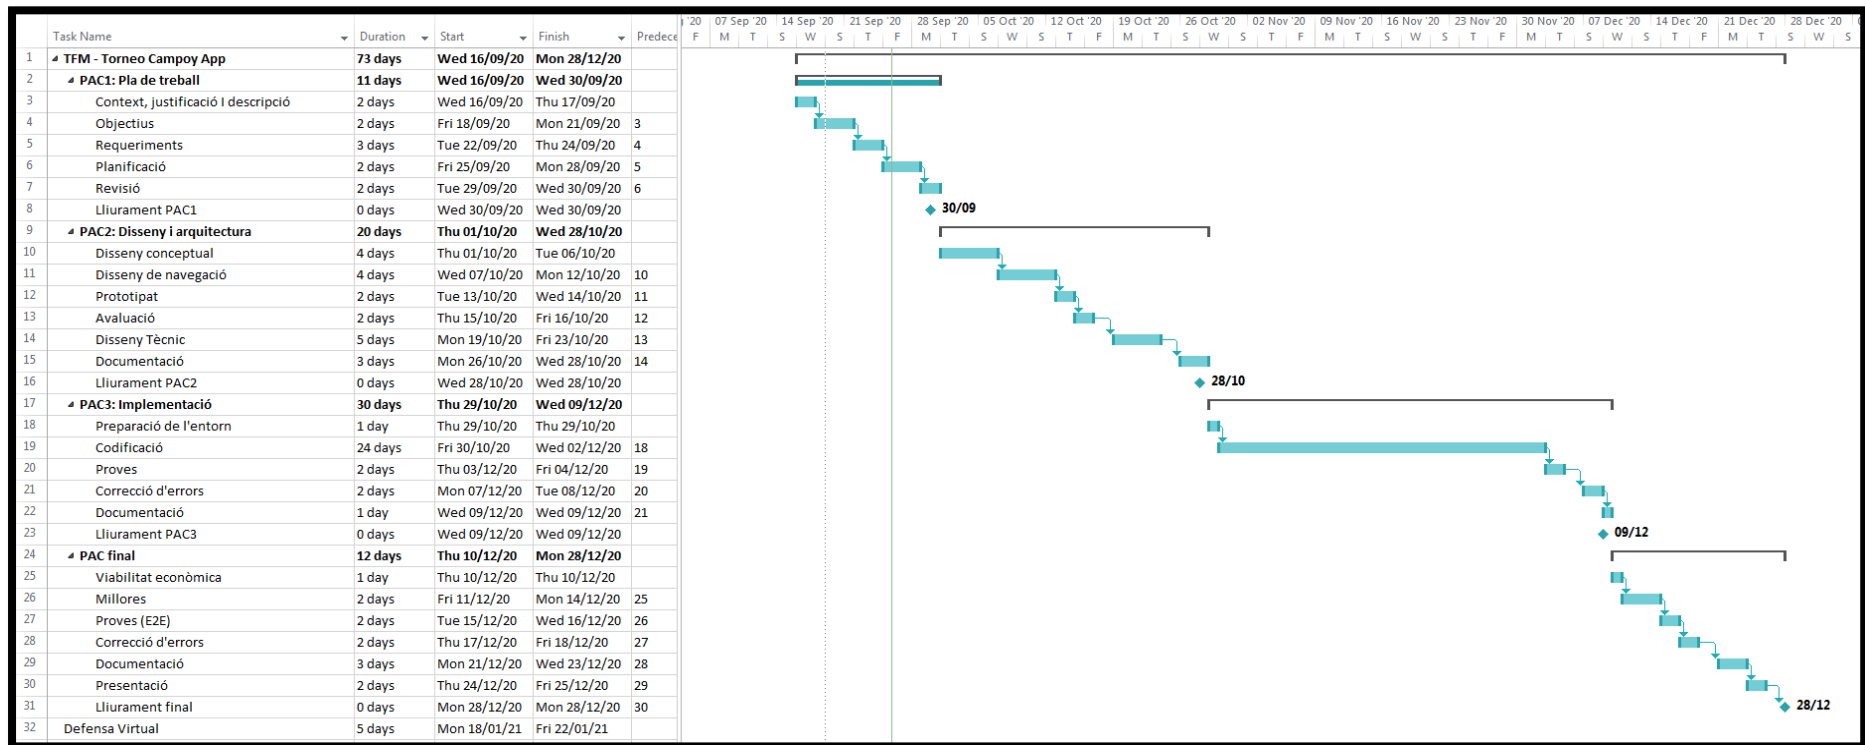 '20 07 Sep '20 14 Sep '20 21 Sep '20 28 Sep '20 05 Oct '20 12 Oct '20 19 Oct '20 26 Oct '20 02 Nov '20 09 Nov '20 16 Nov '20 23 Nov '20 30 Nov '20 07 Dec '20 14 Dec '20 21 Dec '20 28 Dec '20
Task Name Duration Start Finish Predece F M T S W S T F M T S W S T F M T S W S T F M T S W S T F M T S W S
1 TFM - Torneo Campoy App 73 days Wed 16/09/20 Mon 28/12/20
2 PAC1: Pla de treball 11 days Wed 16/09/20 Wed 30/09/20
3 Context, justificació I descripció 2 days Wed 16/09/20 Thu 17/09/20
4 Objectius 2 days Fri 18/09/20 Mon 21/09/20 3
5 Requeriments 3 days Tue 22/09/20 Thu 24/09/20 4
6 Planificació 2 days Fri 25/09/20 Mon 28/09/20 5
7 Revisió 2 days Tue 29/09/20 Wed 30/09/20 6
8 Lliurament PAC1 0 days Wed 30/09/20 Wed 30/09/20 30/09
9 PAC2: Disseny i arquitectura 20 days Thu 01/10/20 Wed 28/10/20
10 Disseny conceptual 4 days Thu 01/10/20 Tue 06/10/20
11 Disseny de navegació 4 days Wed 07/10/20 Mon 12/10/20 10
12 Prototipat 2 days Tue 13/10/20 Wed 14/10/20 11
13 Avaluació 2 days Thu 15/10/20 Fri 16/10/20 12
14 Disseny Tècnic 5 days Mon 19/10/20 Fri 23/10/20 13
15 Documentació 3 days Mon 26/10/20 Wed 28/10/20 14
16 Lliurament PAC2 0 days Wed 28/10/20 Wed 28/10/20 28/10
17 PAC3: Implementació 30 days Thu 29/10/20 Wed 09/12/20
18 Preparació de l'entorn 1 day Thu 29/10/20 Thu 29/10/20
19 Codificació 24 days Fri 30/10/20 Wed 02/12/20 18
20 Proves 2 days Thu 03/12/20 Fri 04/12/20 19
21 Correcció d'errors 2 days Mon 07/12/20 Tue 08/12/20 20
22 Documentació 1 day Wed 09/12/20 Wed 09/12/20 21
23 Lliurament PAC3 0 days Wed 09/12/20 Wed 09/12/20 09/12
24 PAC final 12 days Thu 10/12/20 Mon 28/12/20
25 Viabilitat econòmica 1 day Thu 10/12/20 Thu 10/12/20
26 Millores 2 days Fri 11/12/20 Mon 14/12/20 25
27 Proves (E2E) 2 days Tue 15/12/20 Wed 16/12/20 26
28 Correcció d'errors 2 days Thu 17/12/20 Fri 18/12/20 27
29 Documentació 3 days Mon 21/12/20 Wed 23/12/20 28
30 Presentació 2 days Thu 24/12/20 Fri 25/12/20 29
31 Lliurament final 0 days Mon 28/12/20 Mon 28/12/20 30 28/12
32 Defensa Virtual 5 days Mon 18/01/21 Fri 22/01/21